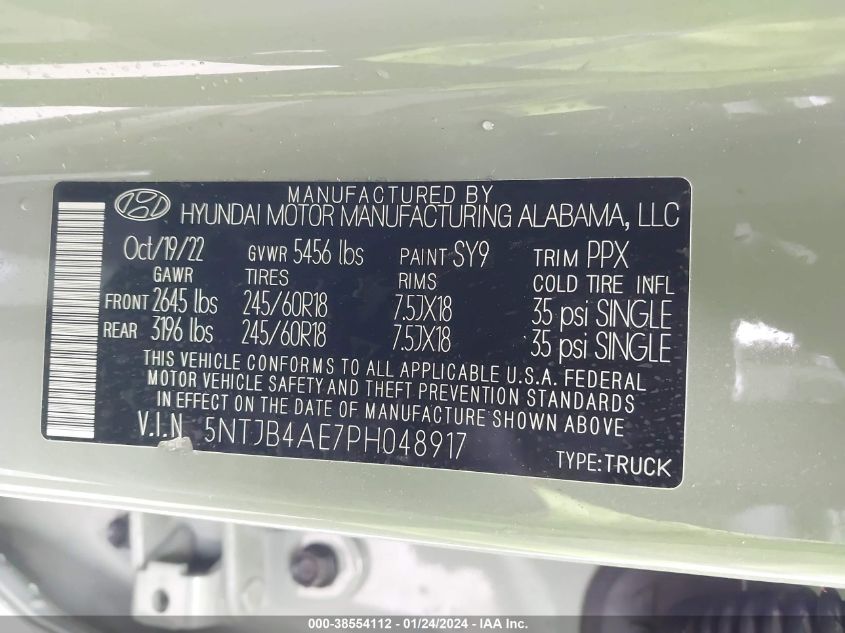 MANUFACTURED BY
HYUNDAI MOTOR MANUFACTURING ALABAMA, LLC
Oct/19/22 GVWR 5456 lbs PAINT SY9 TRIM PPX
GAWR TIRES RIMS COLD TIRE INFL
FRONT 2645 lbs 245/60R18 7.5JX18 35 psi SINGLE
REAR 3196 lbs 245/60R18 7.5JX18 35 psi SINGLE
THIS VEHICLE CONFORMS TO ALL APPLICABLE U.S.A. FEDERAL
MOTOR VEHICLE SAFETY AND THEFT PREVENTION STANDARDS
IN EFFECT ON THE DATE OF MANUFACTURE SHOWN ABOVE
V.I.N 5NTJB4AE7PH048917
TYPE:TRUCK
000-38554112 - 01/24/2024 - IAA Inc.